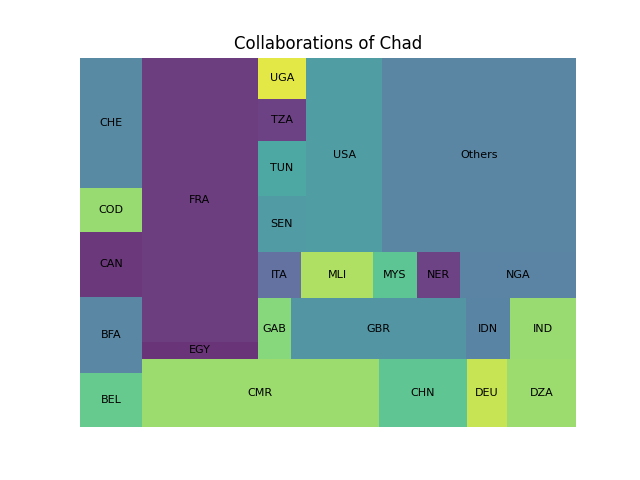 Collaborations of Chad
UGA
CHE
TZA
USA
Others
TUN
FRA
COD
SEN
CAN
ITA
MLI
MYS
NER
NGA
BFA
GAB
GBR
IDN
IND
EGY
BEL
CMR
CHN
DEU
DZA